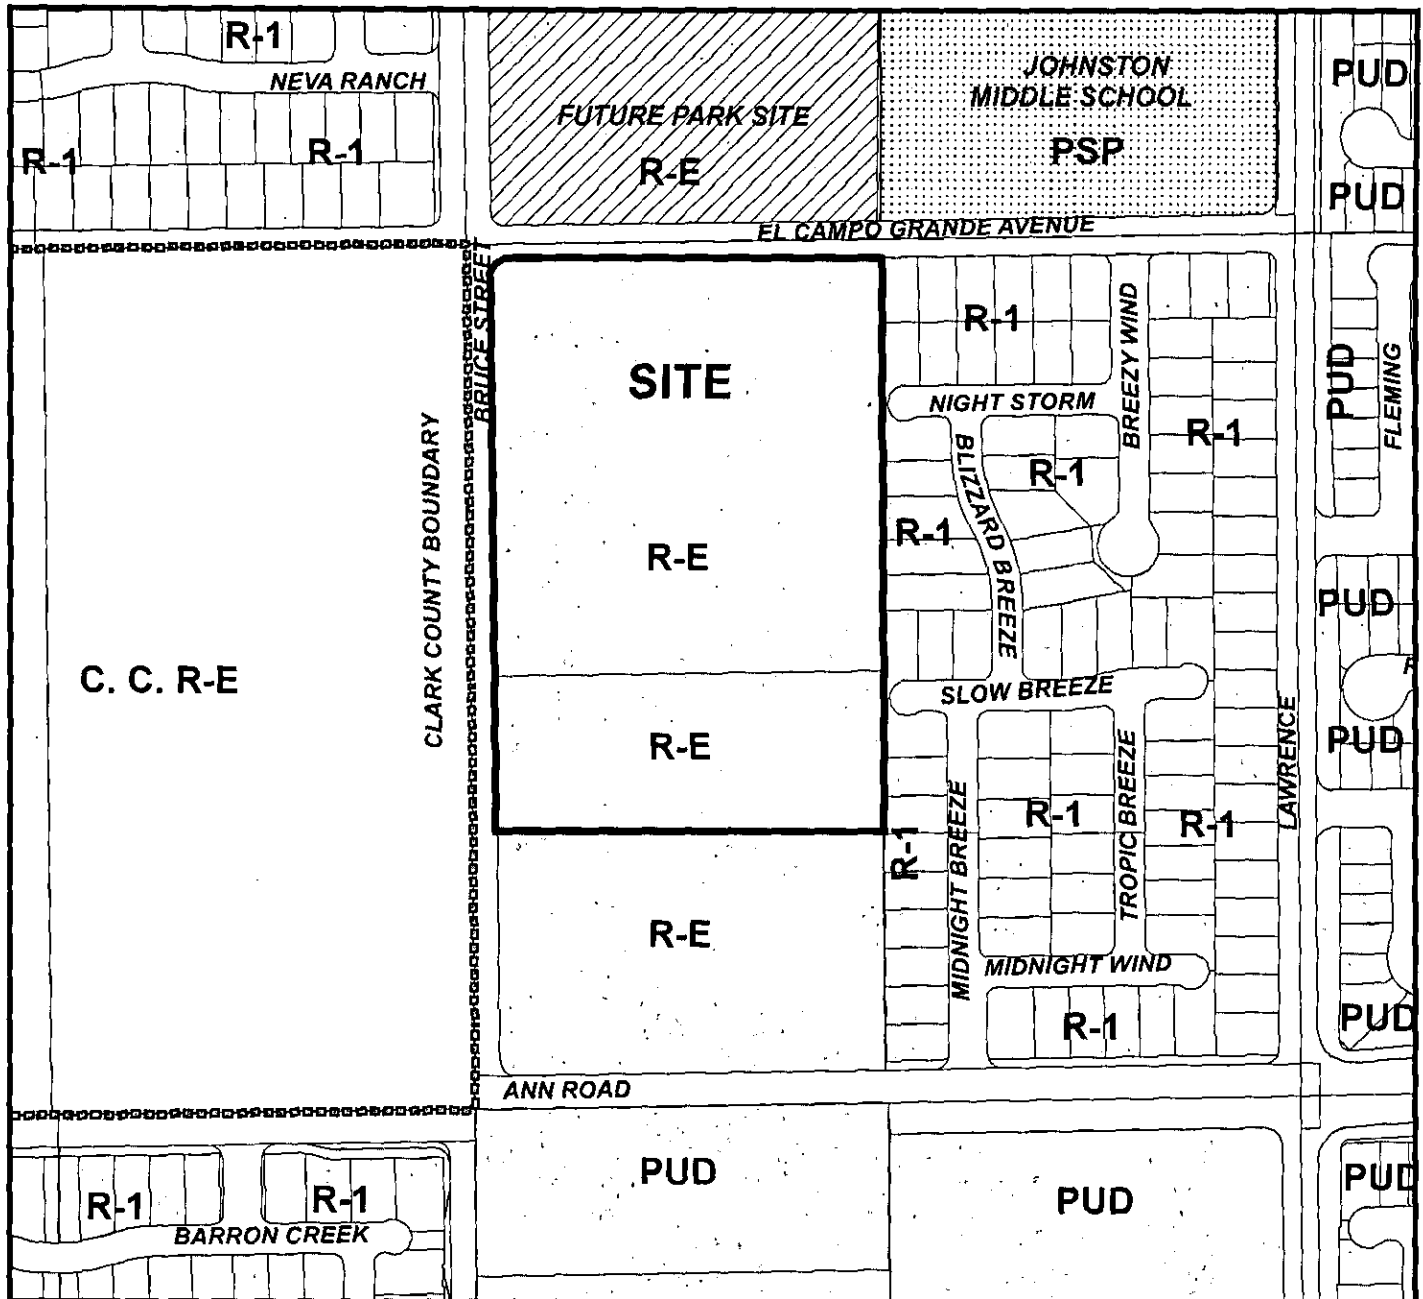 R-1
NEVA RANCH
R-1
R-1
FUTURE PARK SITE
R-E
JOHNSTON
MIDDLE SCHOOL
PSP
PUD
PUD
EL CAMPO GRANDE AVENUE
BRUCE STREET
CLARK COUNTY BOUNDARY
C. C. R-E
SITE
R-E
R-E
R-E
R-1
BREEZY WIND
NIGHT STORM
R-1
R-1
BLIZZARD BREEZE
R-1
SLOW BREEZE
MIDNIGHT BREEZE
R-1
R-1
TROPIC BREEZE
R-1
MIDNIGHT WIND
R-1
LAWRENCE
PUD
FLEMING
PUD
R
PUD
PUD
ANN ROAD
PUD
PUD
PUD
R-1
R-1
BARRON CREEK